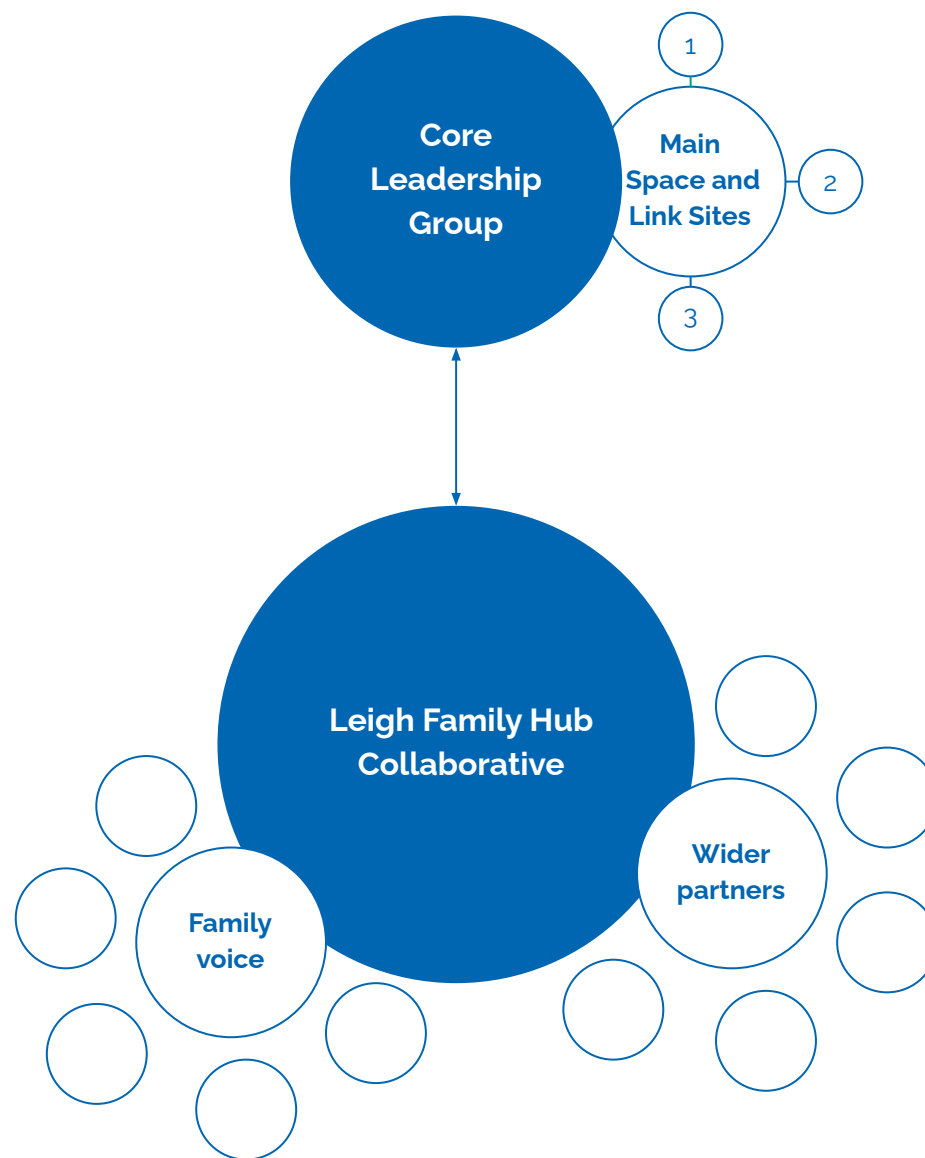 Core
Leadership
Group
1
Main
Space and
Link Sites
2
3
Leigh Family Hub
Collaborative
Wider
partners
Family
voice